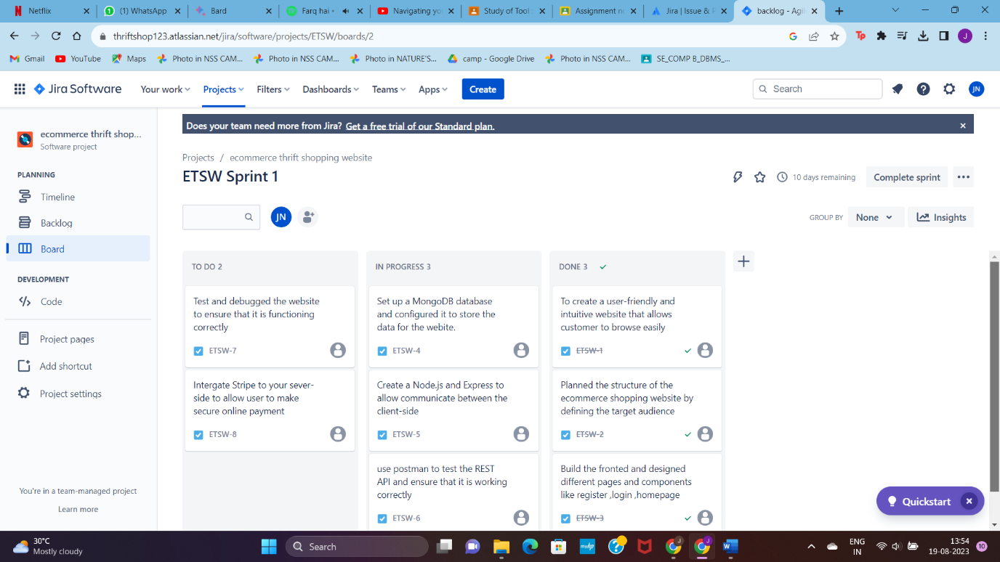 Netflix
(1) WhatsApp
Bard
Farq hai •
Navigating yo
Study of Tool
Assignment n
Jira | Issue & P
backlog - Agil
thriftshop123.atlassian.net/jira/software/projects/ETSW/boards/2
Gmail
YouTube
Maps
Photo in NSS CAM...
Photo in NSS CAM...
Photo in NATURE'S...
camp - Google Drive
Photo in NSS CAM...
SE_COMP B_DBMS_...
Jira Software
Your work
Projects
Filters
Dashboards
Teams
Apps
Create
Search
JN
ecommerce thrift shop...
Software project
PLANNING
Timeline
Backlog
Board
DEVELOPMENT
Code
Project pages
Add shortcut
Project settings
You're in a team-managed project
Learn more
Does your team need more from Jira? Get a free trial of our Standard plan.
Projects / ecommerce thrift shopping website
ETSW Sprint 1
10 days remaining
Complete sprint
JN
GROUP BY
None
Insights
TO DO 2
Test and debugged the website
to ensure that it is functioning
correctly
ETSW-7
Intergate Stripe to your sever-
side to allow user to make
secure online payment
ETSW-8
IN PROGRESS 3
Set up a MongoDB database
and configured it to store the
data for the webite.
ETSW-4
Create a Node.js and Express to
allow communicate between the
client-side
ETSW-5
use postman to test the REST
API and ensure that it is working
correctly
ETSW-6
DONE 3
To create a user-friendly and
intuitive website that allows
customer to browse easily
ETSW-1
Planned the structure of the
ecommerce shopping website by
defining the target audience
ETSW-2
Build the fronted and designed
different pages and components
like register ,login ,homepage
ETSW-3
Quickstart
30°C
Mostly cloudy
Search
ENG
IN
13:54
19-08-2023
10